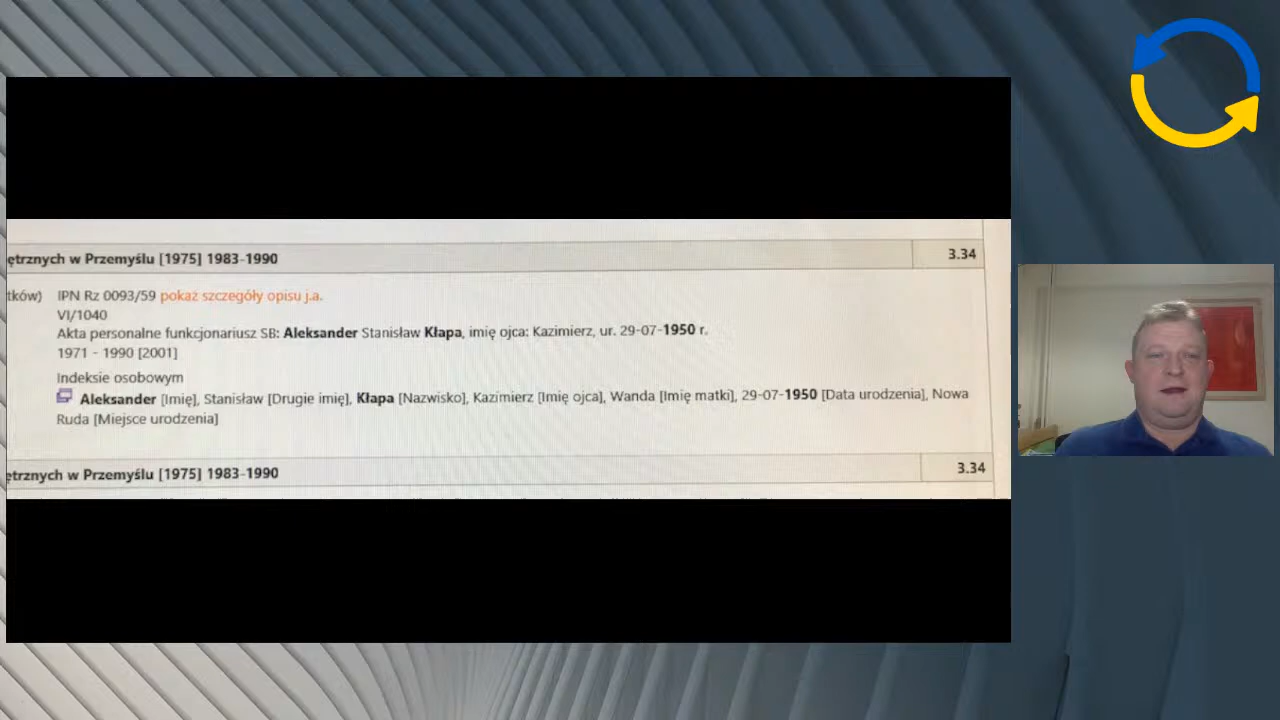 ętrznych w Przemyślu [1975] 1983-1990 3.34
tków) IPN Rz 0093/59 pokaż szczegóły opisu j.a.
VI/1040
Akta personalne funkcjonariusz SB: Aleksander Stanisław Kłapa, imię ojca: Kazimierz, ur. 29-07-1950 r.
1971 - 1990 [2001]
Indeksie osobowym
Aleksander [Imię], Stanisław [Drugie imię], Kłapa [Nazwisko], Kazimierz [Imię ojca], Wanda [Imię matki], 29-07-1950 [Data urodzenia], Nowa
Ruda [Miejsce urodzenia]
ętrznych w Przemyślu [1975] 1983-1990 3.34